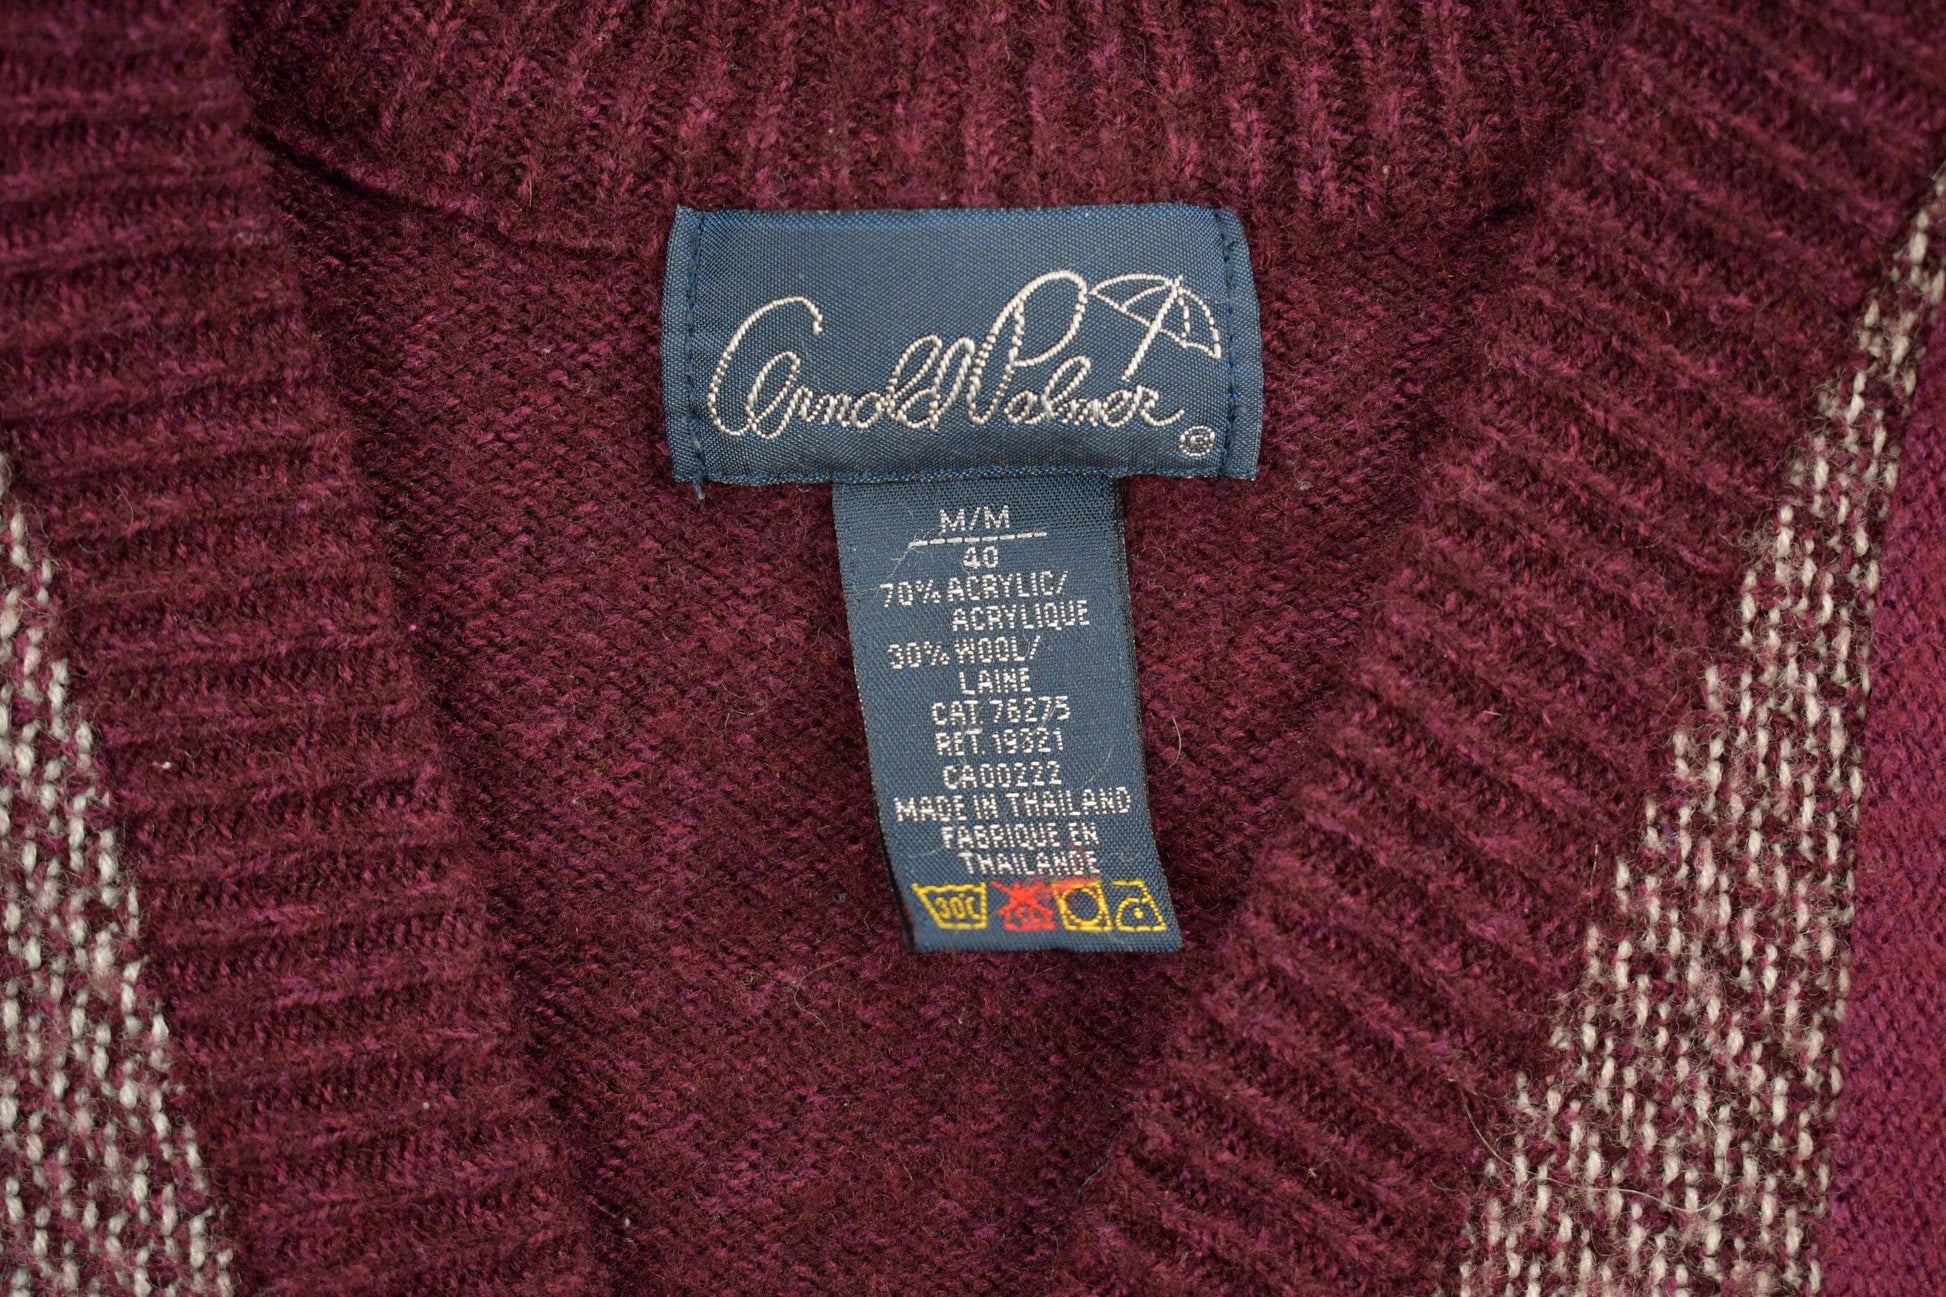 Arnold Palmer ®
M/M
40
70% ACRYLIC/
ACRYLIQUE
30% WOOL/
LAINE
CAT 76275
RET. 19321
CA00222
MADE IN THAILAND
FABRIQUE EN
THAILANDE
30C